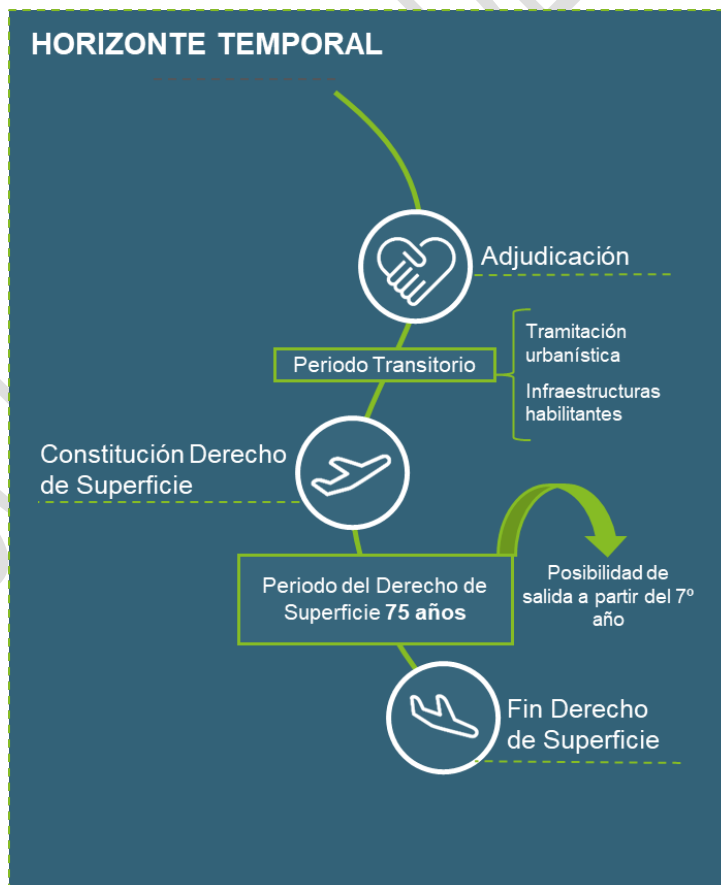 HORIZONTE TEMPORAL
Adjudicación
Periodo Transitorio
Tramitación
urbanística
Infraestructuras
habilitantes
Constitución Derecho
de Superficie
Periodo del Derecho de
Superficie 75 años
Posibilidad de
salida a partir del 7º
año
Fin Derecho
de Superficie